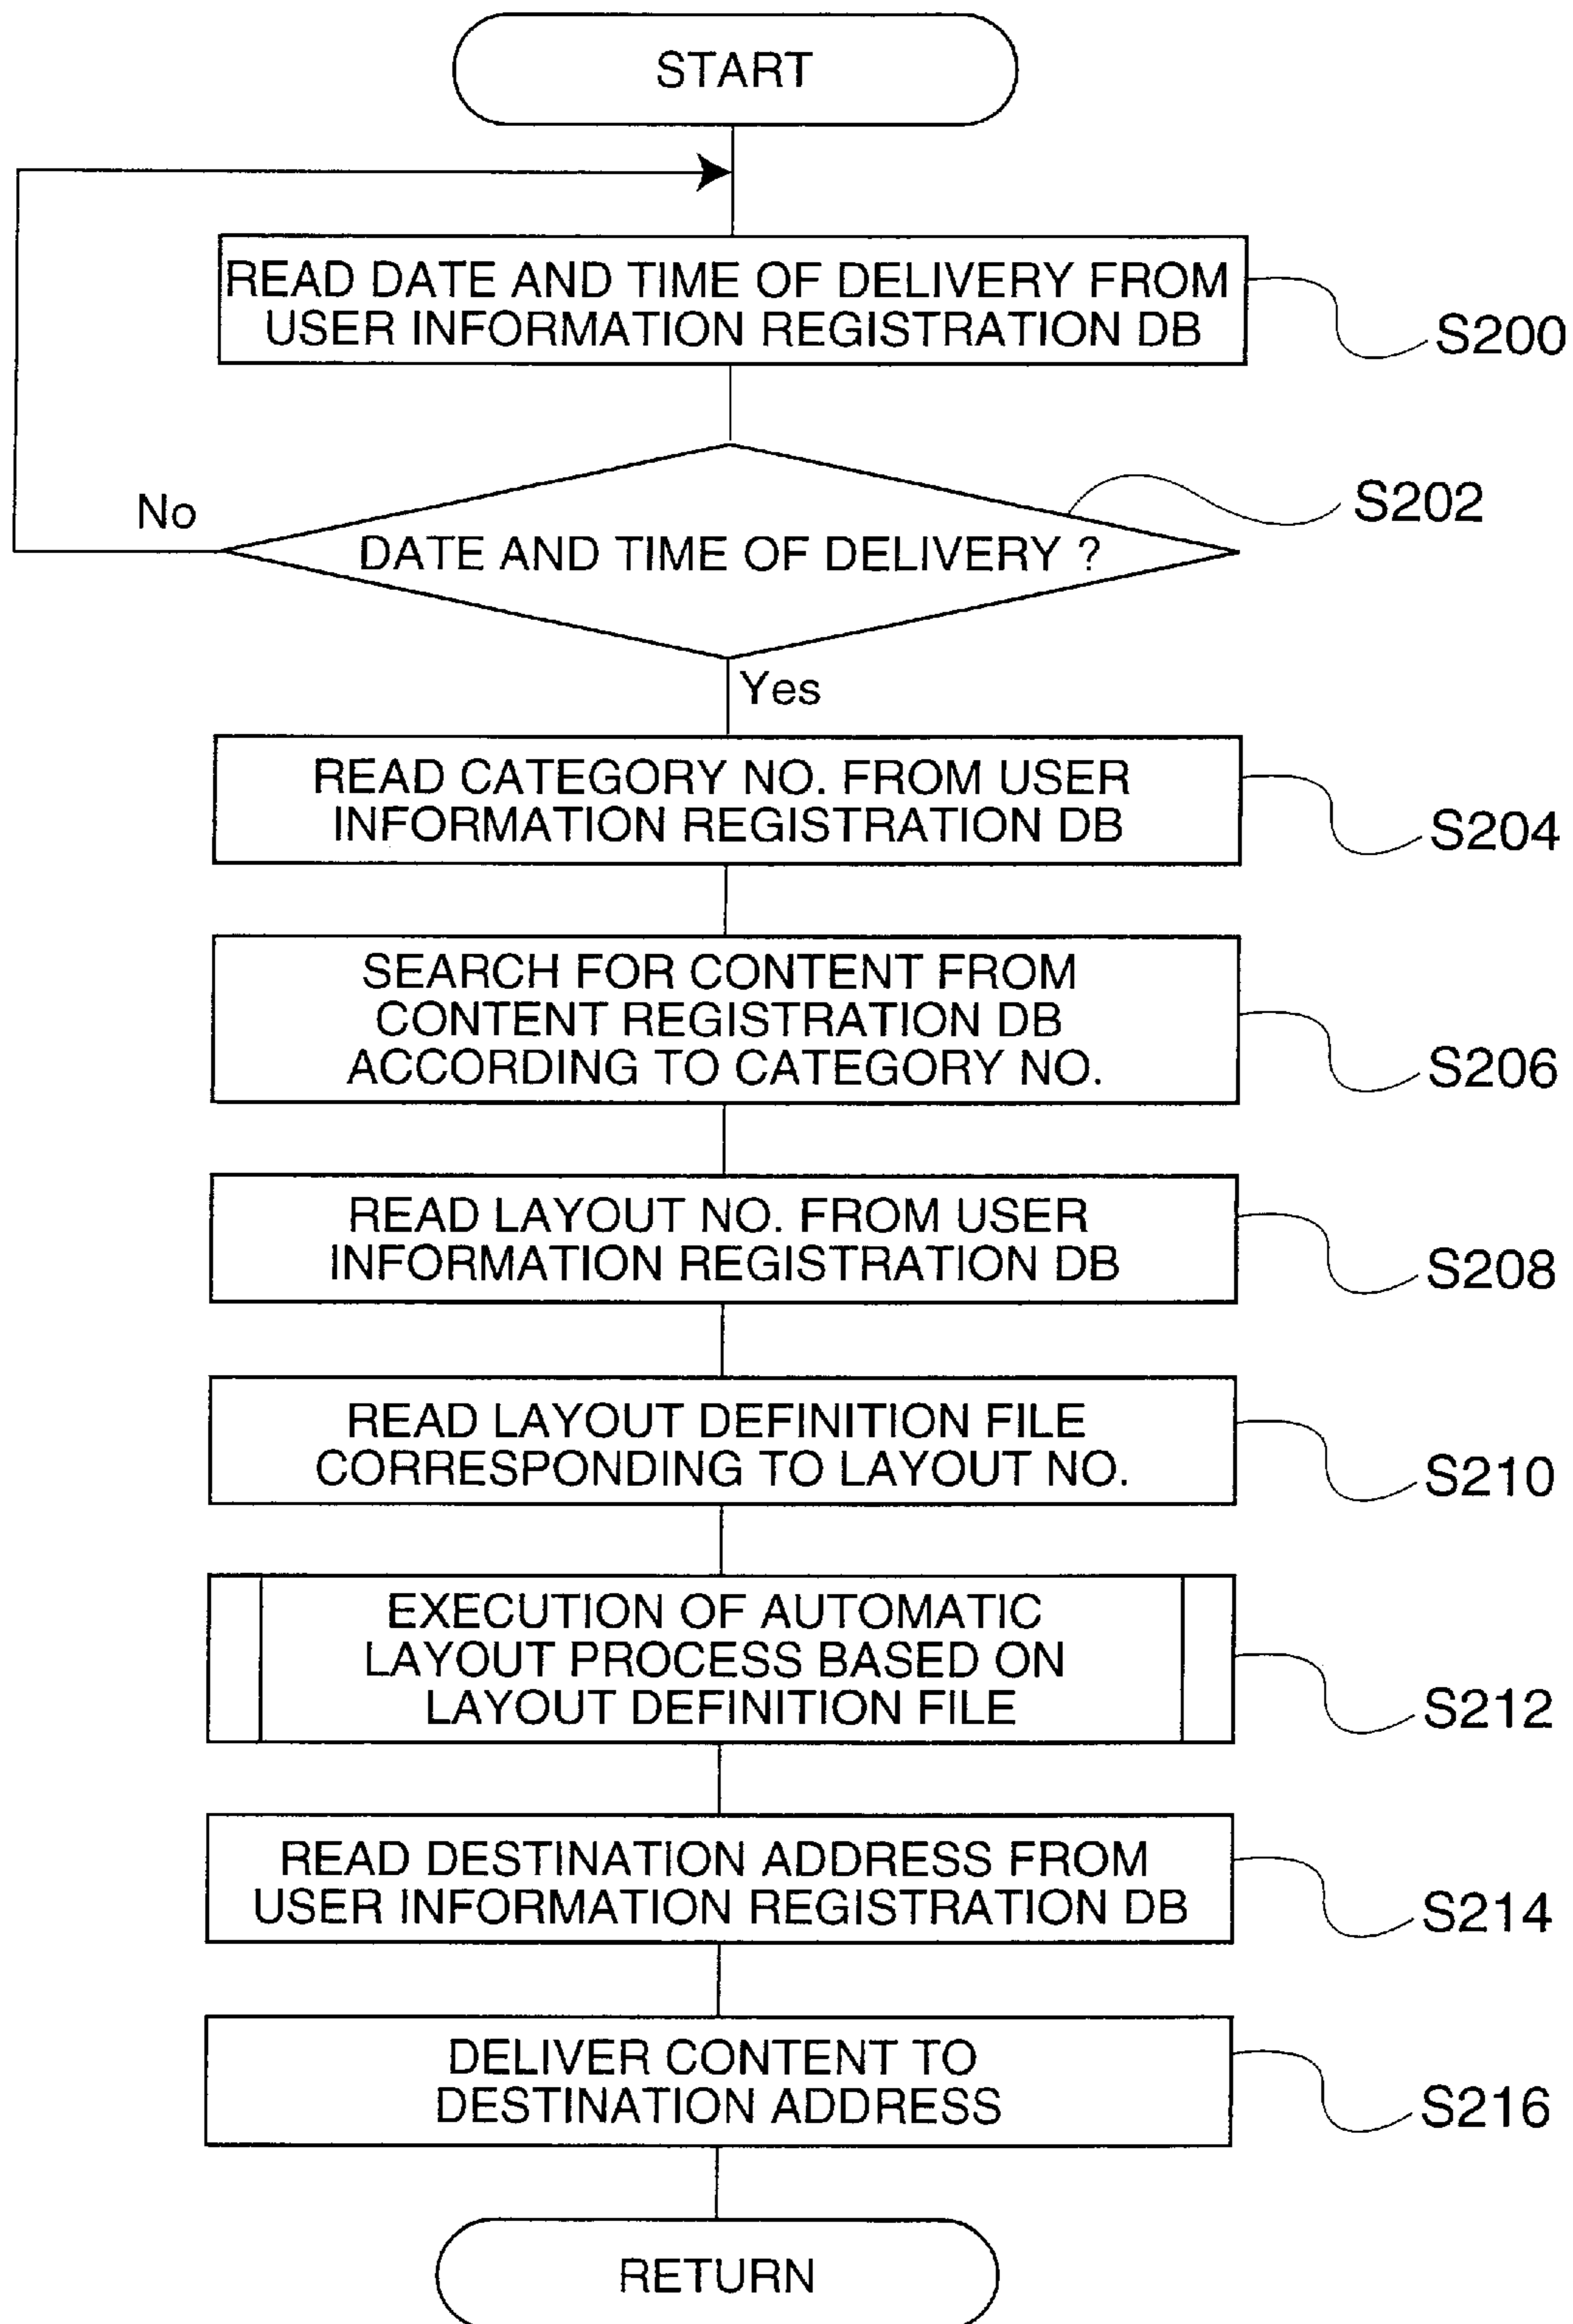 START
READ DATE AND TIME OF DELIVERY FROM
USER INFORMATION REGISTRATION DB
S200
No
DATE AND TIME OF DELIVERY ?
S202
Yes
READ CATEGORY NO. FROM USER
INFORMATION REGISTRATION DB
S204
SEARCH FOR CONTENT FROM
CONTENT REGISTRATION DB
ACCORDING TO CATEGORY NO.
S206
READ LAYOUT NO. FROM USER
INFORMATION REGISTRATION DB
S208
READ LAYOUT DEFINITION FILE
CORRESPONDING TO LAYOUT NO.
S210
EXECUTION OF AUTOMATIC
LAYOUT PROCESS BASED ON
LAYOUT DEFINITION FILE
S212
READ DESTINATION ADDRESS FROM
USER INFORMATION REGISTRATION DB
S214
DELIVER CONTENT TO
DESTINATION ADDRESS
S216
RETURN